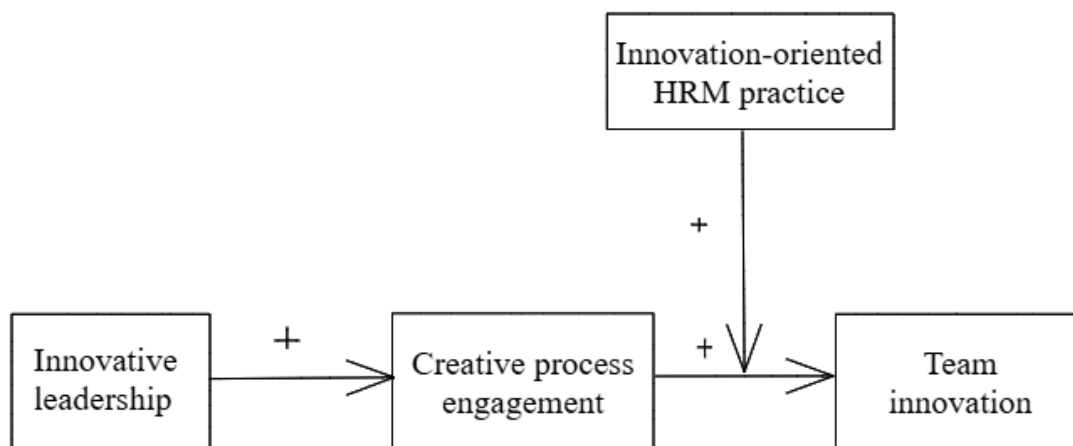 Innovation-oriented
HRM practice
+
+
+
Innovative
leadership
Creative process
engagement
Team
innovation